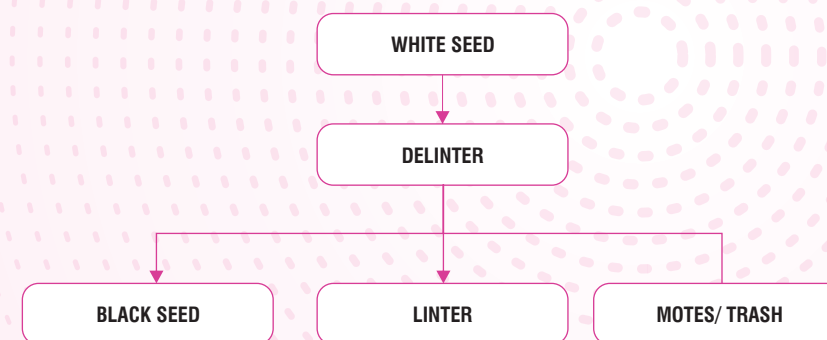 WHITE SEED
DELINTER
BLACK SEED
LINTER
MOTES/ TRASH